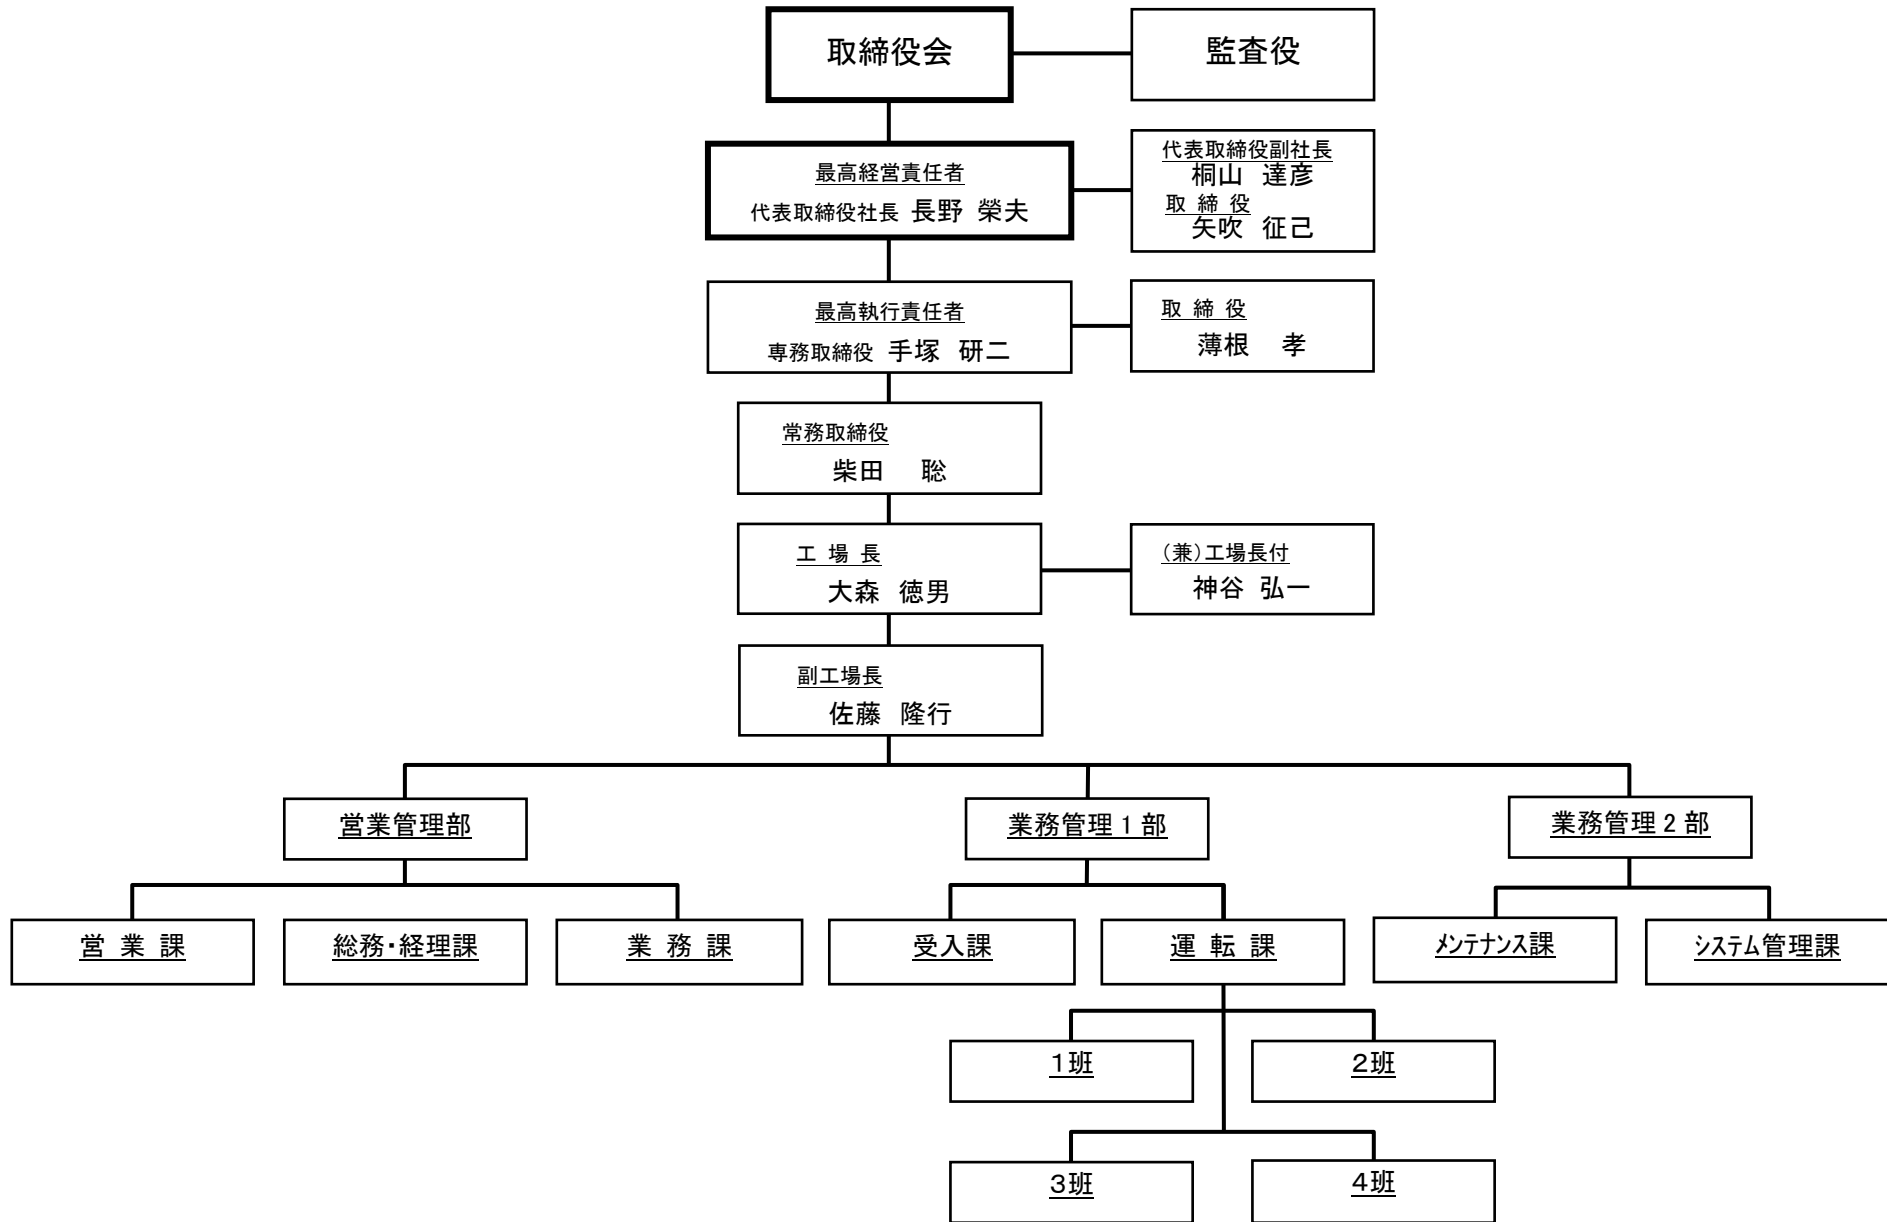 取締役会
監査役
最高経営責任者
代表取締役社長 長野 榮夫
代表取締役副社長
桐山 達彦
取 締 役
矢吹 征己
最高執行責任者
専務取締役 手塚 研二
取 締 役
薄根 孝
常務取締役
柴田 聡
工 場 長
大森 徳男
(兼)工場長付
神谷 弘一
副工場長
佐藤 隆行
営業管理部
業務管理1部
業務管理2部
営 業 課
総務・経理課
業 務 課
受入課
運 転 課
メンテナンス課
システム管理課
1班
2班
3班
4班